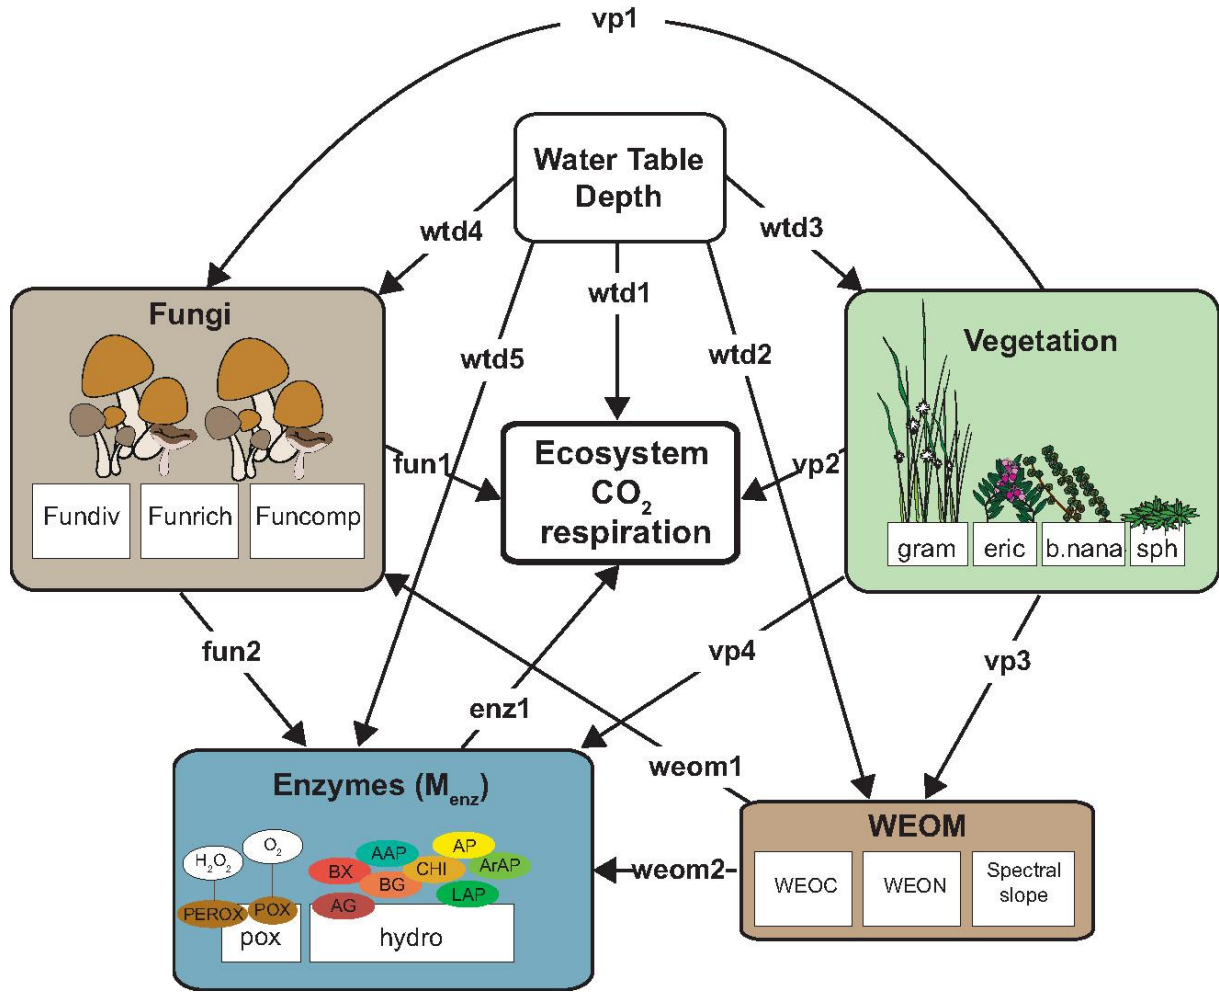 vp1
Water Table
Depth
wtd4
wtd3
wtd1
Fungi
Vegetation
wtd5
wtd2
fun1
Ecosystem
CO₂
respiration
vp2
Fundiv
Funrich
Funcomp
gram
eric
b.nana
sph
fun2
vp4
vp3
enz1
weom1
Enzymes (Mₑₙz)
WEOM
H₂O₂
O₂
AAP
AP
BX
BG
CHI
ArAP
AG
LAP
PEROX
POX
pox
hydro
weom2
WEOC
WEON
Spectral
slope